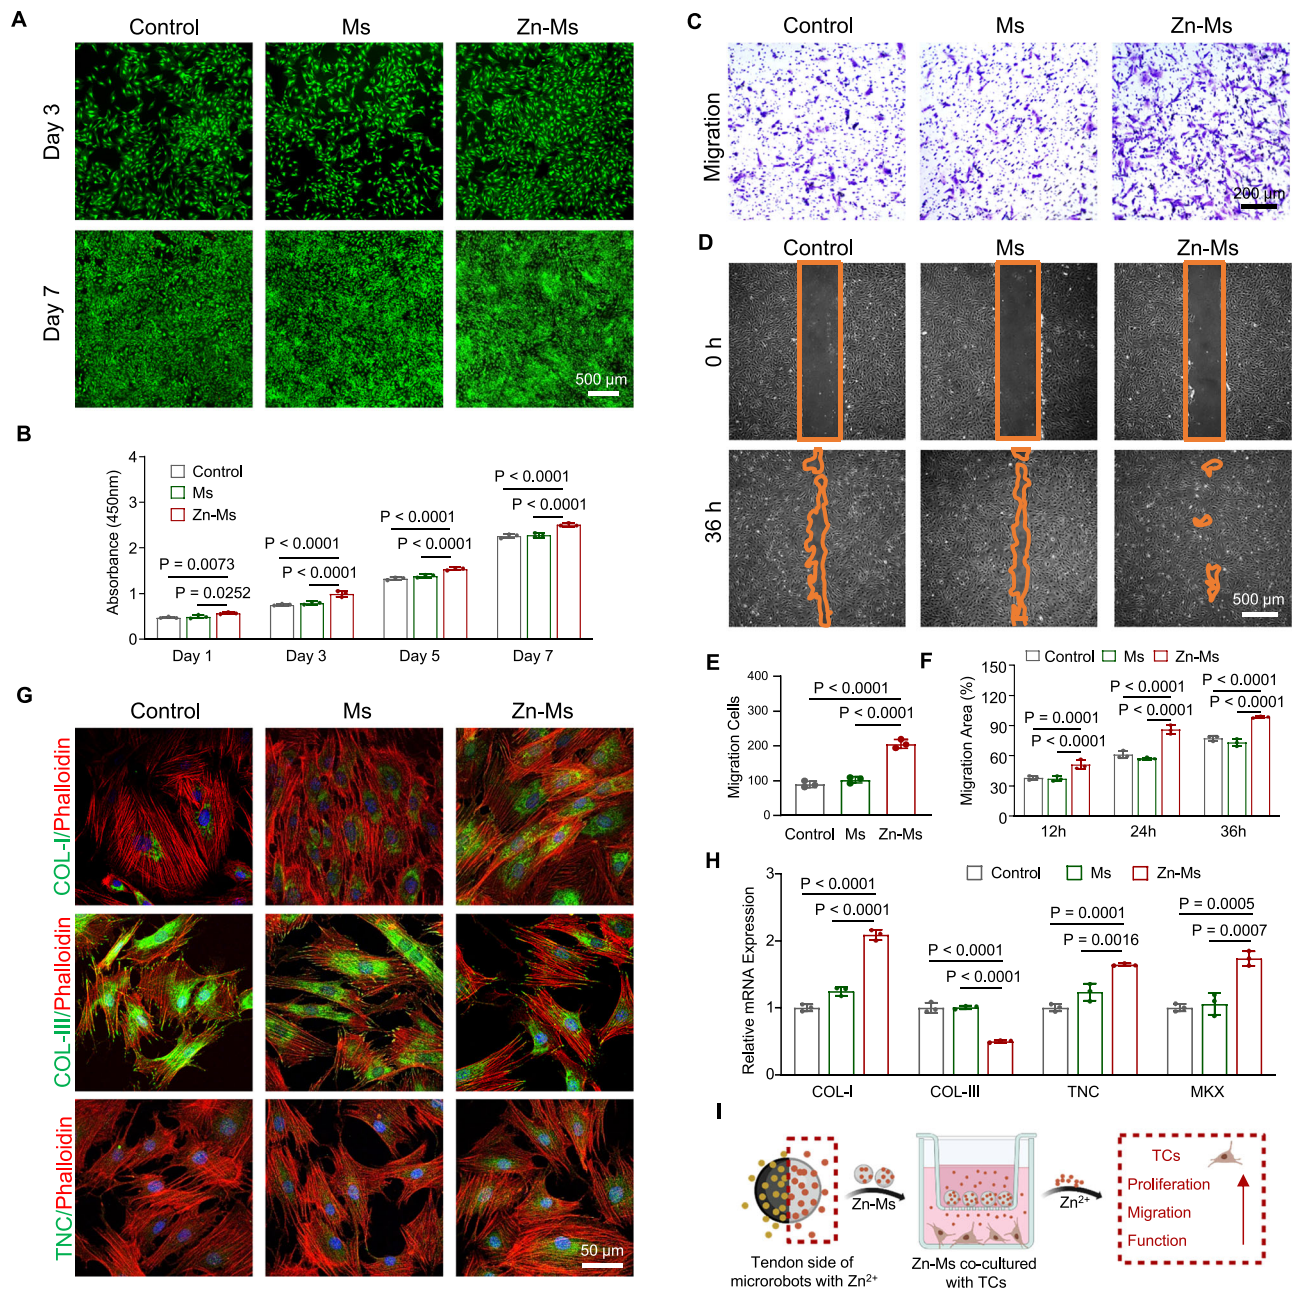 A
Control
Ms
Zn-Ms
Day 3
Day 7
500 µm
B
Absorbance (450nm)
4
3
2
1
0
Control
Ms
Zn-Ms
P = 0.0073
P = 0.0252
P < 0.0001
P < 0.0001
P < 0.0001
P < 0.0001
P < 0.0001
P < 0.0001
Day 1
Day 3
Day 5
Day 7
C
Control
Ms
Zn-Ms
Migration
200 µm
D
Control
Ms
Zn-Ms
0 h
36 h
500 µm
E
Migration Cells
400
300
200
100
0
P < 0.0001
P < 0.0001
Control
Ms
Zn-Ms
F
Control
Ms
Zn-Ms
Migration Area (%)
150
120
90
60
30
0
P = 0.0001
P < 0.0001
P < 0.0001
P < 0.0001
P < 0.0001
P < 0.0001
12h
24h
36h
G
Control
Ms
Zn-Ms
COL-I/Phalloidin
COL-III/Phalloidin
TNC/Phalloidin
50 µm
H
Control
Ms
Zn-Ms
Relative mRNA Expression
3
2
1
0
P < 0.0001
P < 0.0001
P < 0.0001
P < 0.0001
P = 0.0001
P = 0.0016
P = 0.0005
P = 0.0007
COL-I
COL-III
TNC
MKX
I
Zn-Ms
Zn²⁺
Tendon side of
microrobots with Zn²⁺
Zn-Ms co-cultured
with TCs
TCs
Proliferation
Migration
Function